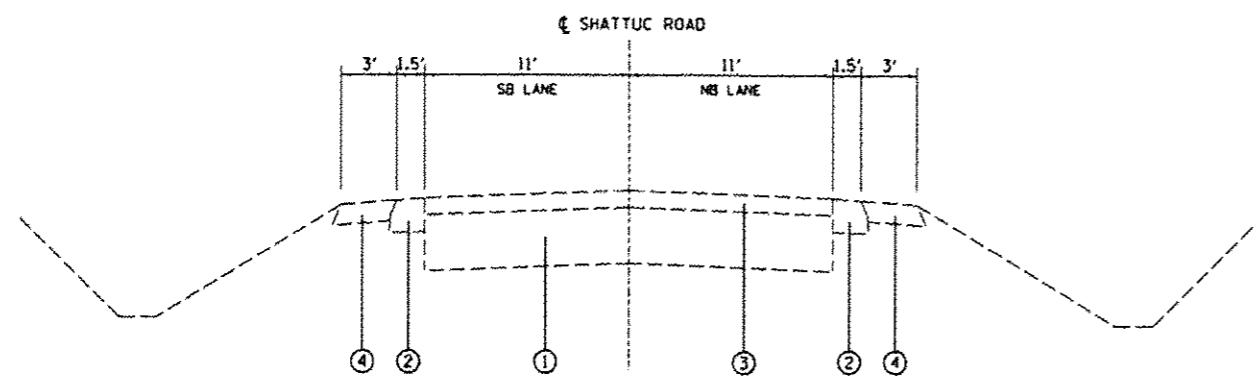 ℄ SHATTUC ROAD
3' 1.5' 11' 11' 1.5' 3'
SB LANE NB LANE
4 2 1 3 2 4